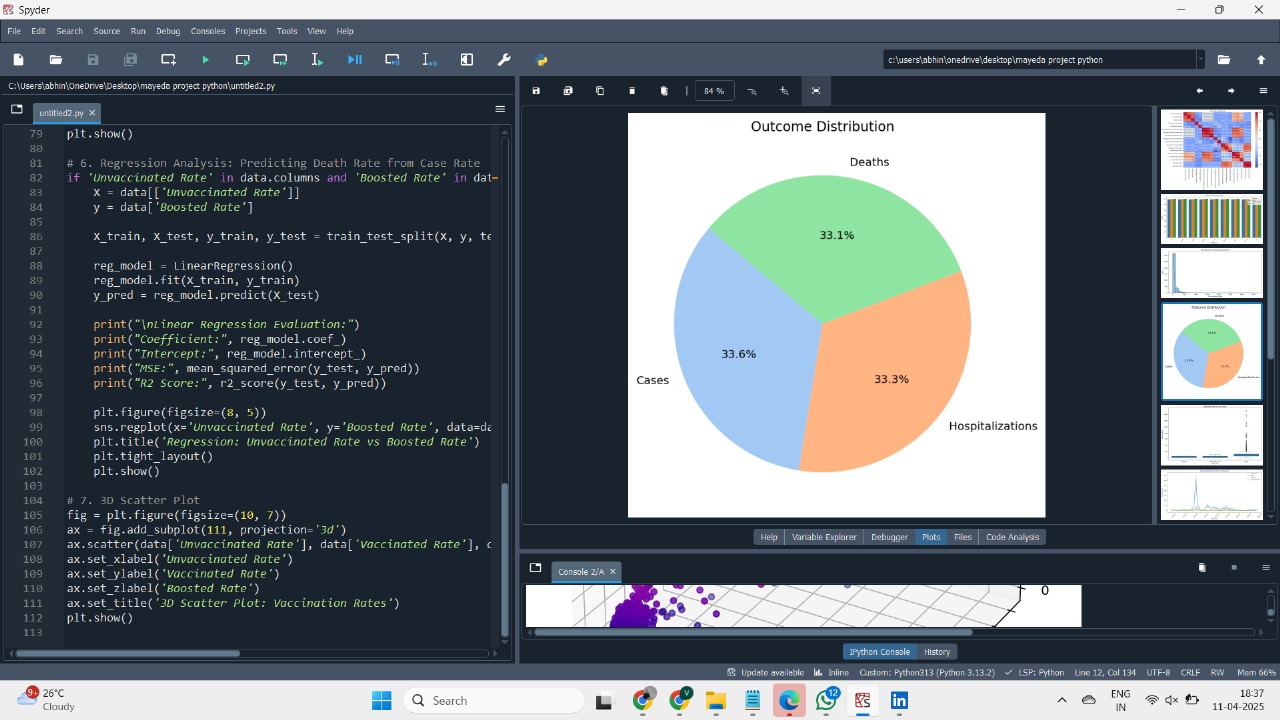 Spyder
File Edit Search Source Run Debug Consoles Projects Tools View Help
c:\users\abhin\onedrive\desktop\mayeda project python
C:\Users\abhin\OneDrive\Desktop\mayeda project python\untitled2.py
untitled2.py
79 plt.show()
80
81 # 6. Regression Analysis: Predicting Death Rate from Case Ra
82 if 'Unvaccinated Rate' in data.columns and 'Boosted Rate' in dat
83 X = data[['Unvaccinated Rate']]
84 y = data['Boosted Rate']
85
86 X_train, X_test, y_train, y_test = train_test_split(X, y, te
87
88 reg_model = LinearRegression()
89 reg_model.fit(X_train, y_train)
90 y_pred = reg_model.predict(X_test)
91
92 print("\nLinear Regression Evaluation:")
93 print("Coefficient:", reg_model.coef_)
94 print("Intercept:", reg_model.intercept_)
95 print("MSE:", mean_squared_error(y_test, y_pred))
96 print("R2 Score:", r2_score(y_test, y_pred))
97
98 plt.figure(figsize=(8, 5))
99 sns.regplot(x='Unvaccinated Rate', y='Boosted Rate', data=da
100 plt.title('Regression: Unvaccinated Rate vs Boosted Rate')
101 plt.tight_layout()
102 plt.show()
103
104 # 7. 3D Scatter Plot
105 fig = plt.figure(figsize=(10, 7))
106 ax = fig.add_subplot(111, projection='3d')
107 ax.scatter(data['Unvaccinated Rate'], data['Vaccinated Rate'], c
108 ax.set_xlabel('Unvaccinated Rate')
109 ax.set_ylabel('Vaccinated Rate')
110 ax.set_zlabel('Boosted Rate')
111 ax.set_title('3D Scatter Plot: Vaccination Rates')
112 plt.show()
113
84 %
Outcome Distribution
Deaths
33.1%
33.6%
Cases
33.3%
Hospitalizations
Help Variable Explorer Debugger Plots Files Code Analysis
Console 2/A
0
IPython Console History
Update available Inline Custom: Python313 (Python 3.13.2) LSP: Python Line 12, Col 134 UTF-8 CRLF RW Mem 66%
9+
26°C
Cloudy
Search
V
12
ENG
IN
18:37
11-04-2025